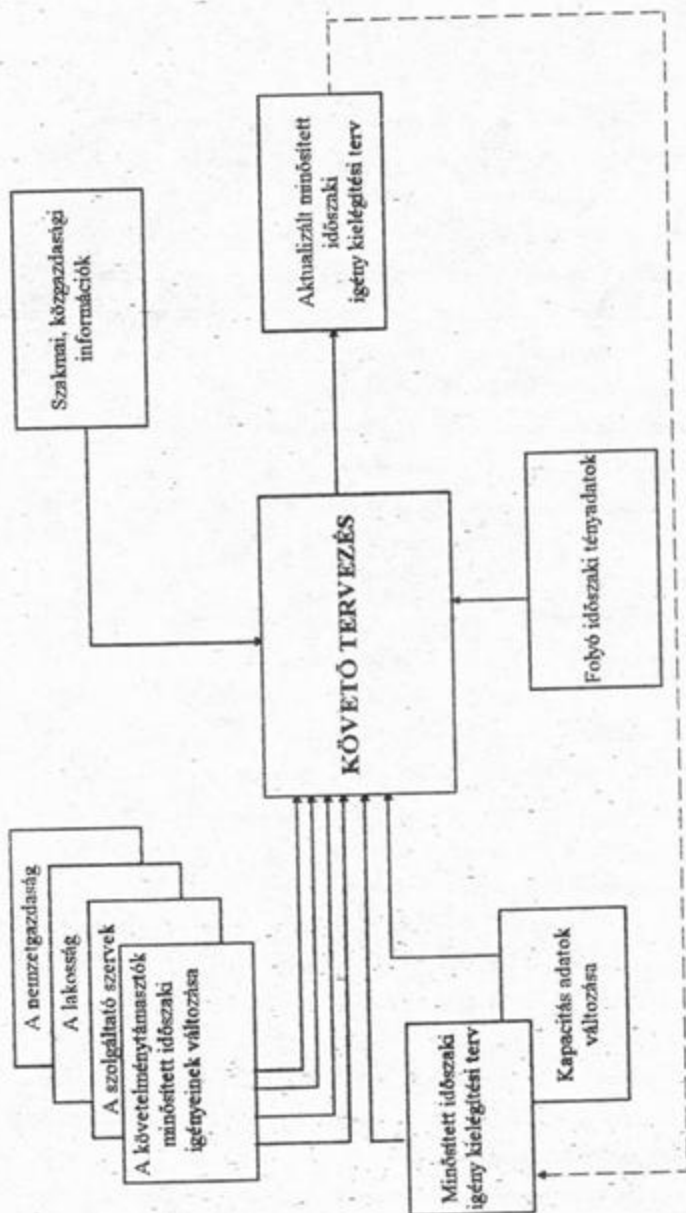 A nemzetgazdaság
A lakosság
A szolgáltató szervek
A követelménytámasztók
minősített időszaki
igényeinek változása
Minősített időszaki
igény kielégítési terv
Kapacitás adatok
változása
KÖVETŐ TERVEZÉS
Szakmai, közgazdasági
információk
Folyó időszaki tényadatok
Aktualizált minősített
időszaki
igény kielégítési terv